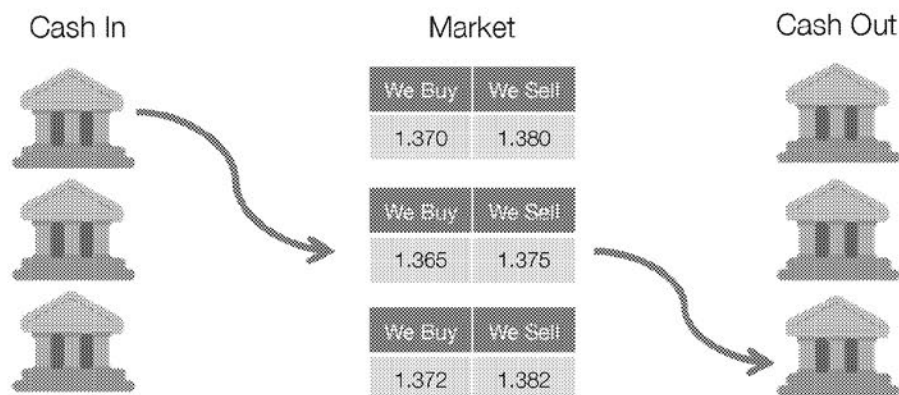 Cash In
Market
Cash Out
We Buy We Sell
1.370 1.380
We Buy We Sell
1.365 1.375
We Buy We Sell
1.372 1.382